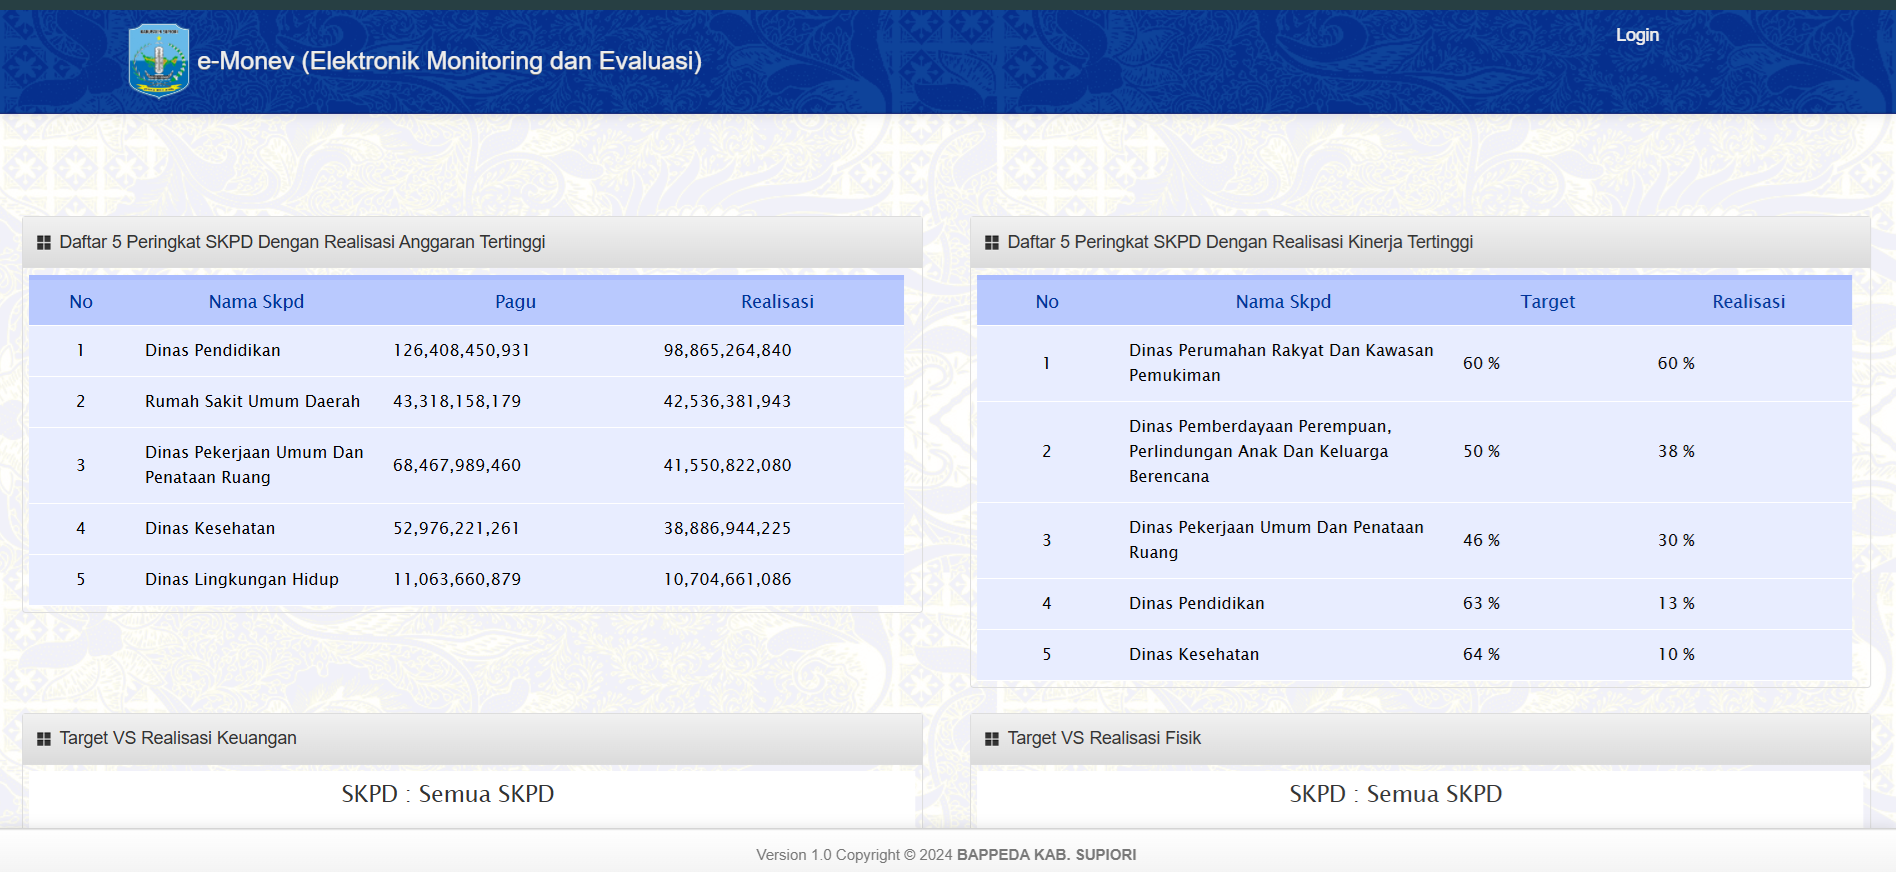 e-Monev (Elektronik Monitoring dan Evaluasi)
Login
Daftar 5 Peringkat SKPD Dengan Realisasi Anggaran Tertinggi
No Nama Skpd Pagu Realisasi
1 Dinas Pendidikan 126,408,450,931 98,865,264,840
2 Rumah Sakit Umum Daerah 43,318,158,179 42,536,381,943
3 Dinas Pekerjaan Umum Dan Penataan Ruang 68,467,989,460 41,550,822,080
4 Dinas Kesehatan 52,976,221,261 38,886,944,225
5 Dinas Lingkungan Hidup 11,063,660,879 10,704,661,086
Daftar 5 Peringkat SKPD Dengan Realisasi Kinerja Tertinggi
No Nama Skpd Target Realisasi
1 Dinas Perumahan Rakyat Dan Kawasan Pemukiman 60 % 60 %
2 Dinas Pemberdayaan Perempuan, Perlindungan Anak Dan Keluarga Berencana 50 % 38 %
3 Dinas Pekerjaan Umum Dan Penataan Ruang 46 % 30 %
4 Dinas Pendidikan 63 % 13 %
5 Dinas Kesehatan 64 % 10 %
Target VS Realisasi Keuangan
SKPD : Semua SKPD
Target VS Realisasi Fisik
SKPD : Semua SKPD
Version 1.0 Copyright © 2024 BAPPEDA KAB. SUPIORI